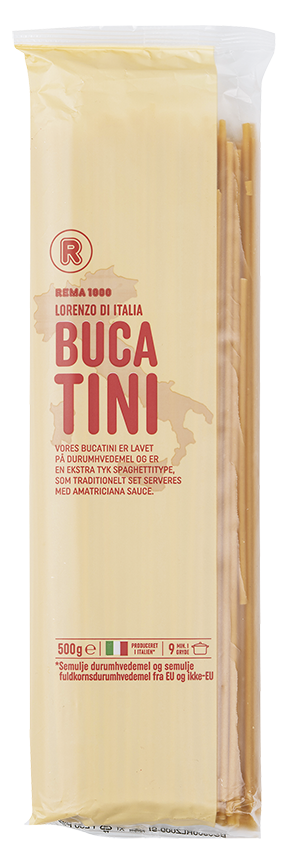 R
REMA 1000
LORENZO DI ITALIA
BUCA
TINI
VORES BUCATINI ER LAVET
PÅ DURUMHVEDEMEL OG ER
EN EKSTRA TYK SPAGHETTITYPE,
SOM TRADITIONELT SET SERVERES
MED AMATRICIANA SAUCE.
500g ℮ PRODUCERET I ITALIEN* 9 MIN. I GRYDE
*Semulje durumhvedemel og semulje
fuldkornsdurumhvedemel fra EU og ikke-EU